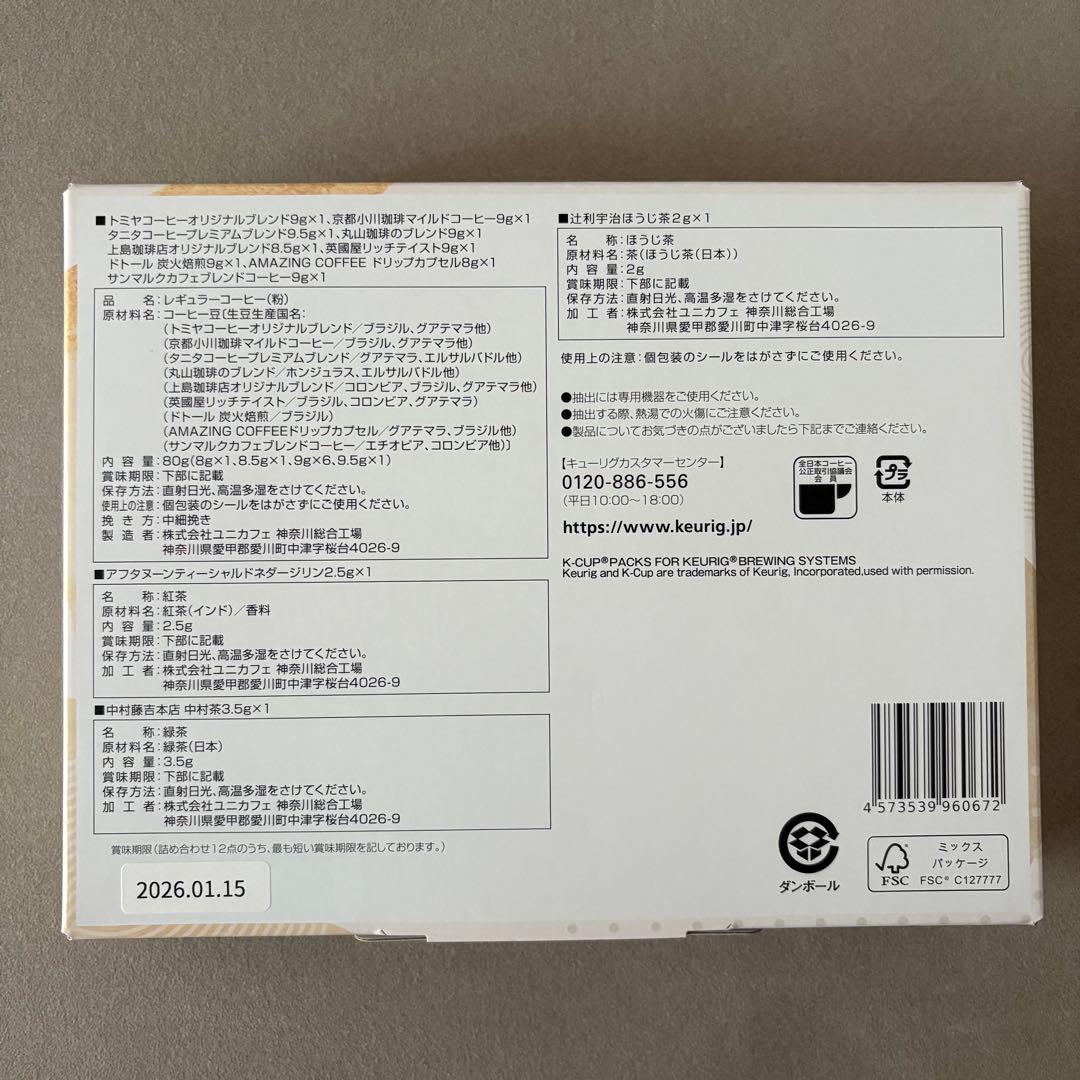 ■トミヤコーヒーオリジナルブレンド9g×1、京都小川珈琲マイルドコーヒー9g×1
タニタコーヒープレミアムブレンド9.5g×1、丸山珈琲のブレンド9g×1
上島珈琲店オリジナルブレンド8.5g×1、英國屋リッチテイスト9g×1
ドトール 炭火焙煎9g×1、AMAZING COFFEE ドリップカプセル8g×1
サンマルクカフェブレンドコーヒー9g×1
品名:レギュラーコーヒー(粉)
原材料名:コーヒー豆〔生豆生産国名:
(トミヤコーヒーオリジナルブレンド/ブラジル、グアテマラ他)
(京都小川珈琲マイルドコーヒー/ブラジル、グアテマラ他)
(タニタコーヒープレミアムブレンド/グアテマラ、エルサルバドル他)
(丸山珈琲のブレンド/ホンジュラス、エルサルバドル他)
(上島珈琲店オリジナルブレンド/コロンビア、ブラジル、グアテマラ他)
(英國屋リッチテイスト/ブラジル、コロンビア、グアテマラ)
(ドトール 炭火焙煎/ブラジル)
(AMAZING COFFEEドリップカプセル/グアテマラ、ブラジル他)
(サンマルクカフェブレンドコーヒー/エチオピア、コロンビア他)〕
内容量:80g(8g×1、8.5g×1、9g×6、9.5g×1)
賞味期限:下部に記載
保存方法:直射日光、高温多湿をさけてください。
使用上の注意:個包装のシールをはがさずにご使用ください。
挽き方:中細挽き
製造者:株式会社ユニカフェ 神奈川総合工場
神奈川県愛甲郡愛川町中津字桜台4026-9
■アフタヌーンティーシャルドネダージリン2.5g×1
名称:紅茶
原材料名:紅茶(インド)/香料
内容量:2.5g
賞味期限:下部に記載
保存方法:直射日光、高温多湿をさけてください。
加工者:株式会社ユニカフェ 神奈川総合工場
神奈川県愛甲郡愛川町中津字桜台4026-9
■中村藤吉本店 中村茶3.5g×1
名称:緑茶
原材料名:緑茶(日本)
内容量:3.5g
賞味期限:下部に記載
保存方法:直射日光、高温多湿をさけてください。
加工者:株式会社ユニカフェ 神奈川総合工場
神奈川県愛甲郡愛川町中津字桜台4026-9
賞味期限(詰め合わせ12点のうち、最も短い賞味期限を記しております。)
2026.01.15
■辻利宇治ほうじ茶2g×1
名称:ほうじ茶
原材料名:茶(ほうじ茶(日本))
内容量:2g
賞味期限:下部に記載
保存方法:直射日光、高温多湿をさけてください。
加工者:株式会社ユニカフェ 神奈川総合工場
神奈川県愛甲郡愛川町中津字桜台4026-9
使用上の注意:個包装のシールをはがさずにご使用ください。
●抽出には専用機器をご使用ください。
●抽出する際、熱湯での火傷にご注意ください。
●製品についてお気づきの点がございましたら下記までご連絡ください。
【キューリグカスタマーセンター】
0120-886-556
(平日10:00〜18:00)
https://www.keurig.jp/
全日本コーヒー
公正取引協議会
会員
プラ
本体
K-CUP®PACKS FOR KEURIG®BREWING SYSTEMS
Keurig and K-Cup are trademarks of Keurig, Incorporated,used with permission.
4 573539 960672
ダンボール
FSC
ミックス
パッケージ
FSC® C127777